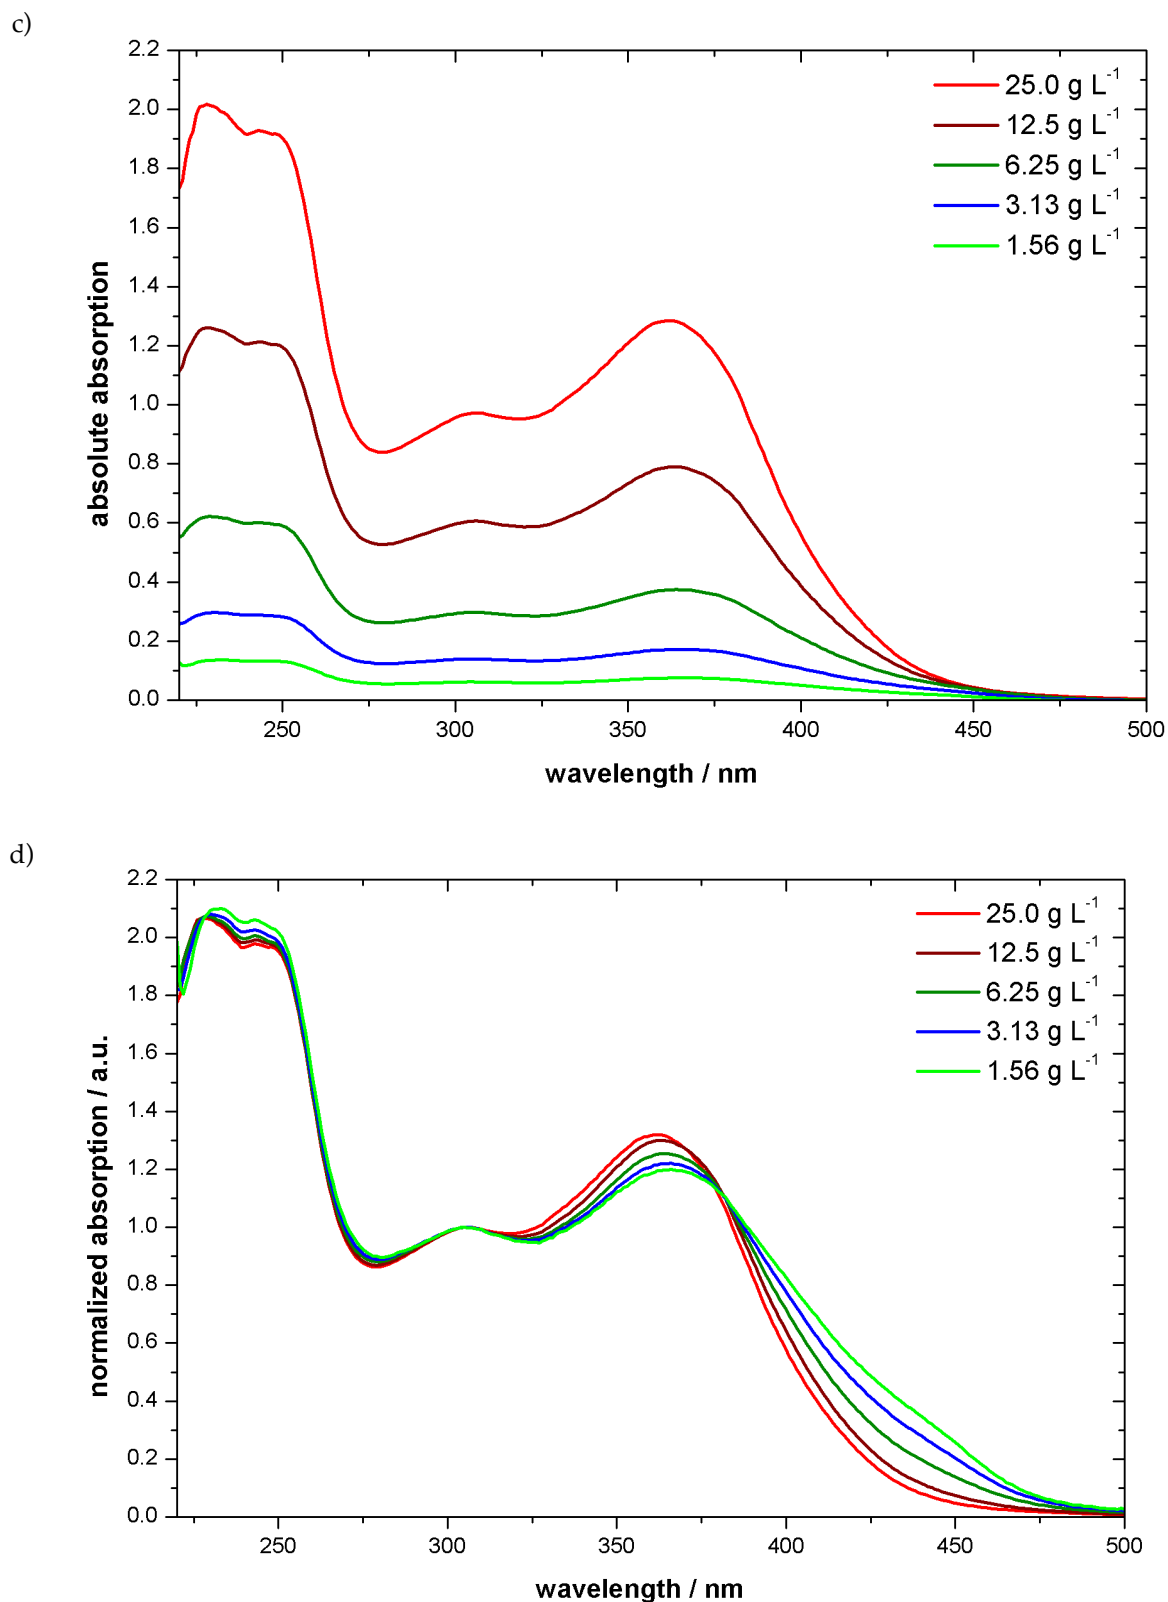 c)
2.2
2.0
1.8
1.6
1.4
1.2
1.0
0.8
0.6
0.4
0.2
0.0
absolute absorption
25.0 g L⁻¹
12.5 g L⁻¹
6.25 g L⁻¹
3.13 g L⁻¹
1.56 g L⁻¹
250 300 350 400 450 500
wavelength / nm
d)
2.2
2.0
1.8
1.6
1.4
1.2
1.0
0.8
0.6
0.4
0.2
0.0
normalized absorption / a.u.
25.0 g L⁻¹
12.5 g L⁻¹
6.25 g L⁻¹
3.13 g L⁻¹
1.56 g L⁻¹
250 300 350 400 450 500
wavelength / nm